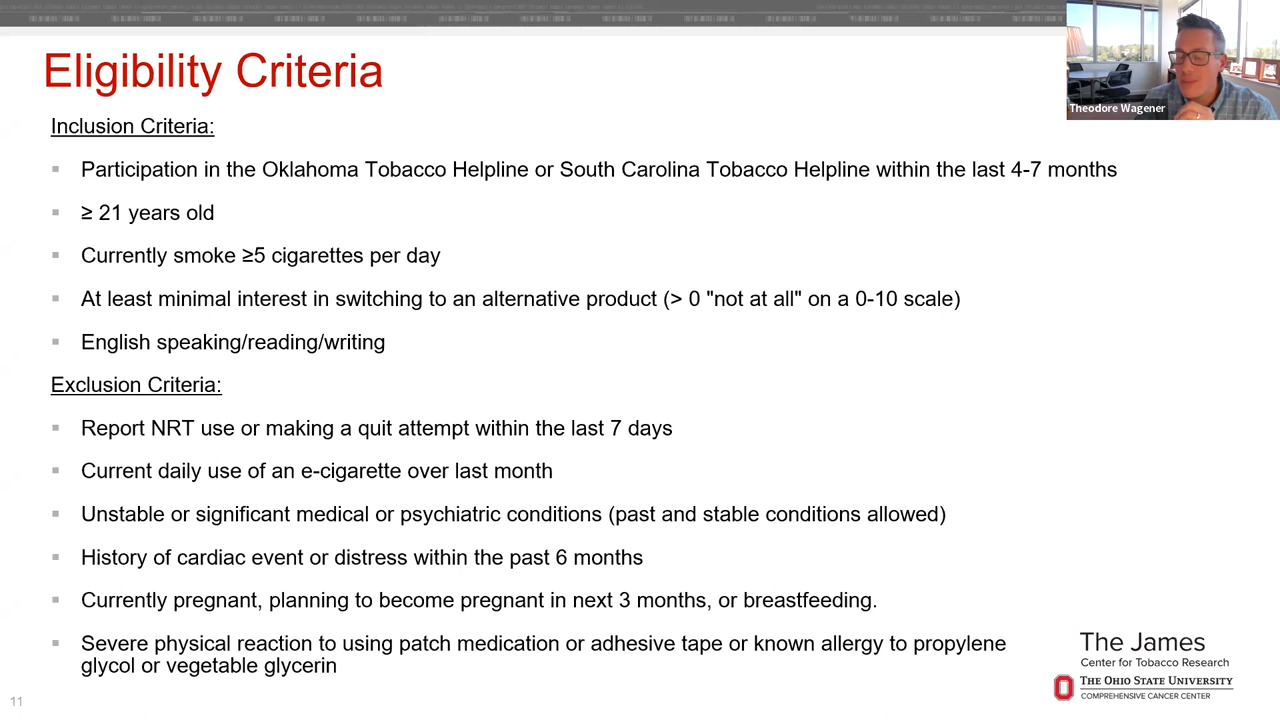 Eligibility Criteria
Theodore Wagener
Inclusion Criteria:
▪ Participation in the Oklahoma Tobacco Helpline or South Carolina Tobacco Helpline within the last 4-7 months
▪ ≥ 21 years old
▪ Currently smoke ≥5 cigarettes per day
▪ At least minimal interest in switching to an alternative product (> 0 "not at all" on a 0-10 scale)
▪ English speaking/reading/writing
Exclusion Criteria:
▪ Report NRT use or making a quit attempt within the last 7 days
▪ Current daily use of an e-cigarette over last month
▪ Unstable or significant medical or psychiatric conditions (past and stable conditions allowed)
▪ History of cardiac event or distress within the past 6 months
▪ Currently pregnant, planning to become pregnant in next 3 months, or breastfeeding.
▪ Severe physical reaction to using patch medication or adhesive tape or known allergy to propylene
glycol or vegetable glycerin
The James
Center for Tobacco Research
THE OHIO STATE UNIVERSITY
COMPREHENSIVE CANCER CENTER
11